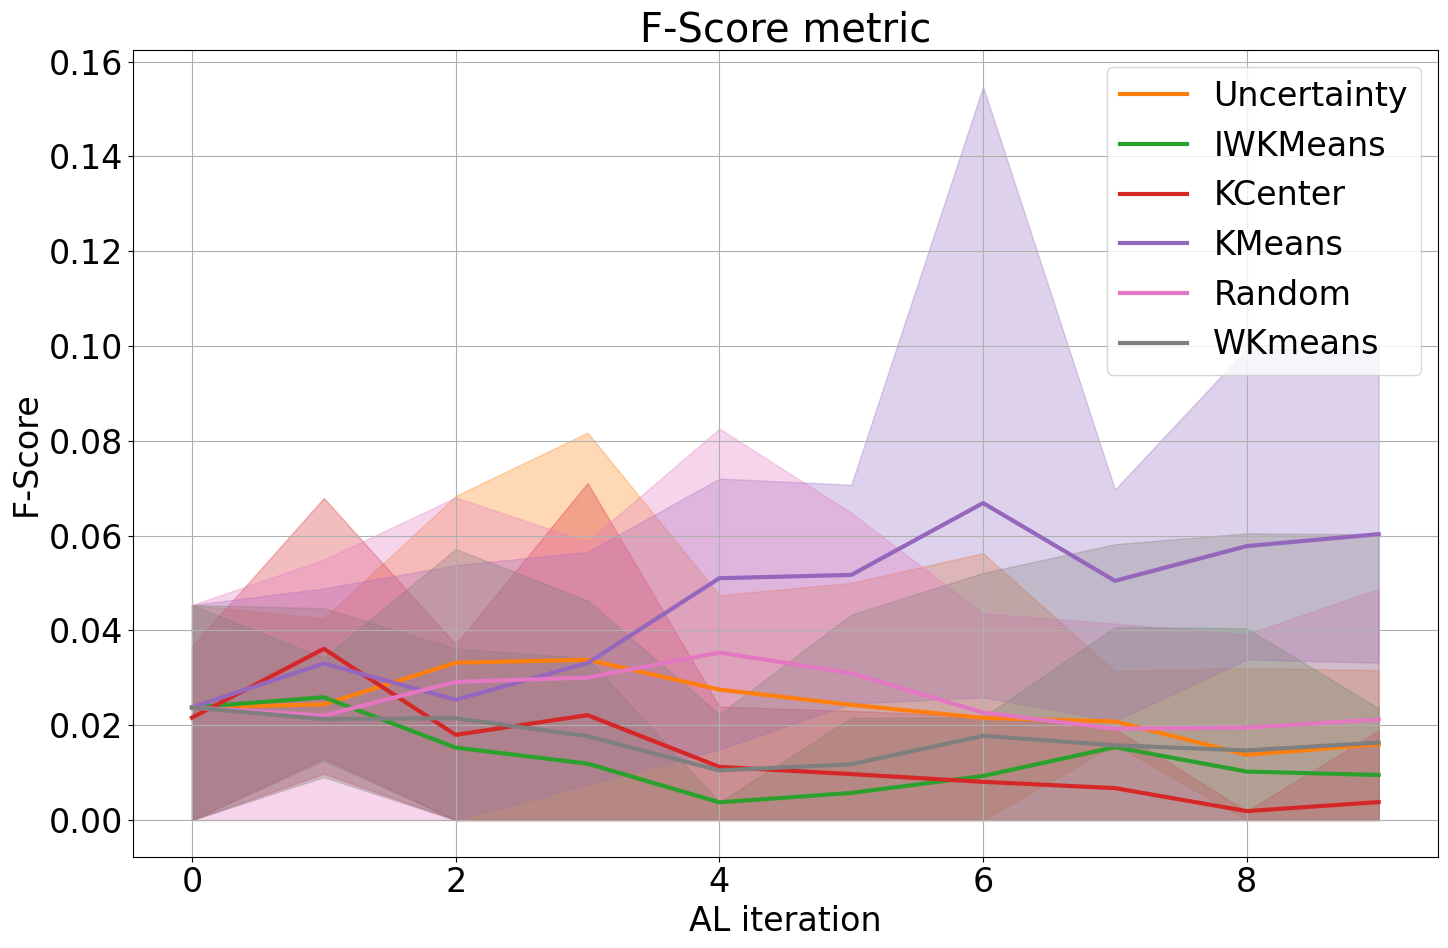 F-Score metric
0.16
0.14
0.12
0.10
0.08
0.06
0.04
0.02
0.00
F-Score
Uncertainty
IWKMeans
KCenter
KMeans
Random
WKmeans
0 2 4 6 8
AL iteration